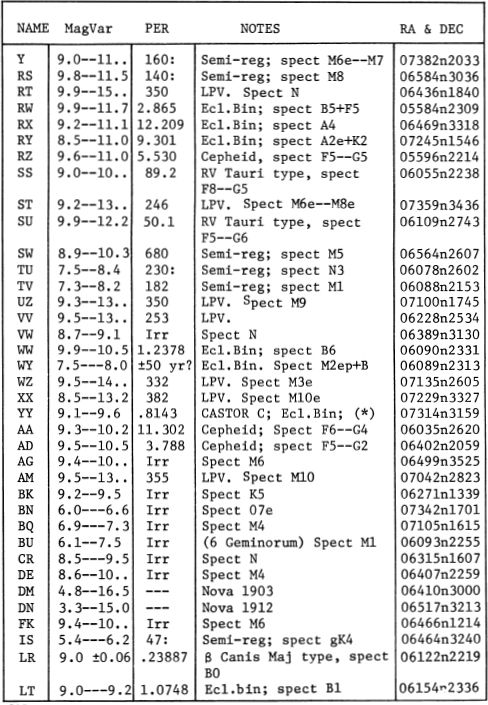 NAME MagVar PER NOTES RA & DEC
Y 9.0--11.. 160: Semi-reg; spect M6e--M7 07382n2033
RS 9.8--11.5 140: Semi-reg; spect M8 06584n3036
RT 9.9--15.. 350 LPV. Spect N 06436n1840
RW 9.9--11.7 2.865 Ecl.Bin; spect B5+F5 05584n2309
RX 9.2--11.1 12.209 Ecl.Bin; spect A4 06469n3318
RY 8.5--11.0 9.301 Ecl.Bin; spect A2e+K2 07245n1546
RZ 9.6--11.0 5.530 Cepheid, spect F5--G5 05596n2214
SS 9.0--10.. 89.2 RV Tauri type, spect 06055n2238
F8--G5
ST 9.2--13.. 246 LPV. Spect M6e--M8e 07359n3436
SU 9.9--12.2 50.1 RV Tauri type, spect 06109n2743
F5--G6
SW 8.9--10.3 680 Semi-reg; spect M5 06564n2607
TU 7.5--8.4 230: Semi-reg; spect N3 06078n2602
TV 7.3--8.2 182 Semi-reg; spect M1 06088n2153
UZ 9.3--13.. 350 LPV. Spect M9 07100n1745
VV 9.5--13.. 253 LPV. 06228n2534
VW 8.7--9.1 Irr Spect N 06389n3130
WW 9.9--10.5 1.2378 Ecl.Bin; spect B6 06090n2331
WY 7.5---8.0 ±50 yr? Ecl.Bin. Spect M2ep+B 06089n2313
WZ 9.5--14.. 332 LPV. Spect M3e 07135n2605
XX 8.5--13.2 382 LPV. Spect M10e 07229n3327
YY 9.1--9.6 .8143 CASTOR C; Ecl.Bin; (*) 07314n3159
AA 9.3--10.2 11.302 Cepheid; Spect F6--G4 06035n2620
AD 9.5--10.5 3.788 Cepheid; spect F5--G2 06402n2059
AG 9.4--10.. Irr Spect M6 06499n3525
AM 9.5--13.. 355 LPV. Spect M10 07042n2823
BK 9.2--9.5 Irr Spect K5 06271n1339
BN 6.0---6.6 Irr Spect 07e 07342n1701
BQ 6.9---7.3 Irr Spect M4 07105n1615
BU 6.1--7.5 Irr (6 Geminorum) Spect M1 06093n2255
CR 8.5---9.5 Irr Spect N 06315n1607
DE 8.6--10.. Irr Spect M4 06407n2259
DM 4.8--16.5 --- Nova 1903 06410n3000
DN 3.3--15.0 --- Nova 1912 06517n3213
FK 9.4--10.. Irr Spect M6 06466n1214
IS 5.4---6.2 47: Semi-reg; spect gK4 06464n3240
LR 9.0 ±0.06 .23887 β Canis Maj type, spect 06122n2219
B0
LT 9.0---9.2 1.0748 Ecl.bin; spect B1 06154n2336